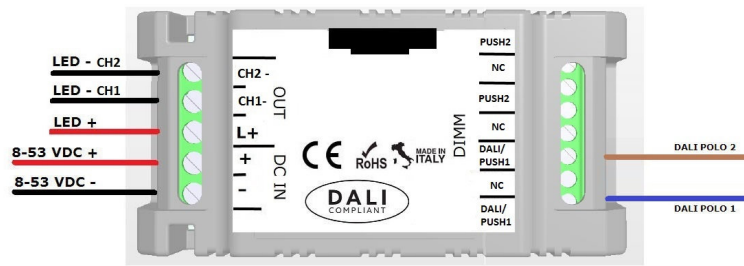 LED - CH2
LED - CH1
LED +
8-53 VDC +
8-53 VDC -
CH2 -
CH1-
L+
+
-
OUT
DC IN
CE
RoHS
MADE IN
ITALY
DALI
COMPLIANT
DIMM
PUSH2
NC
PUSH2
NC
DALI/
PUSH1
NC
DALI/
PUSH1
DALI POLO 2
DALI POLO 1